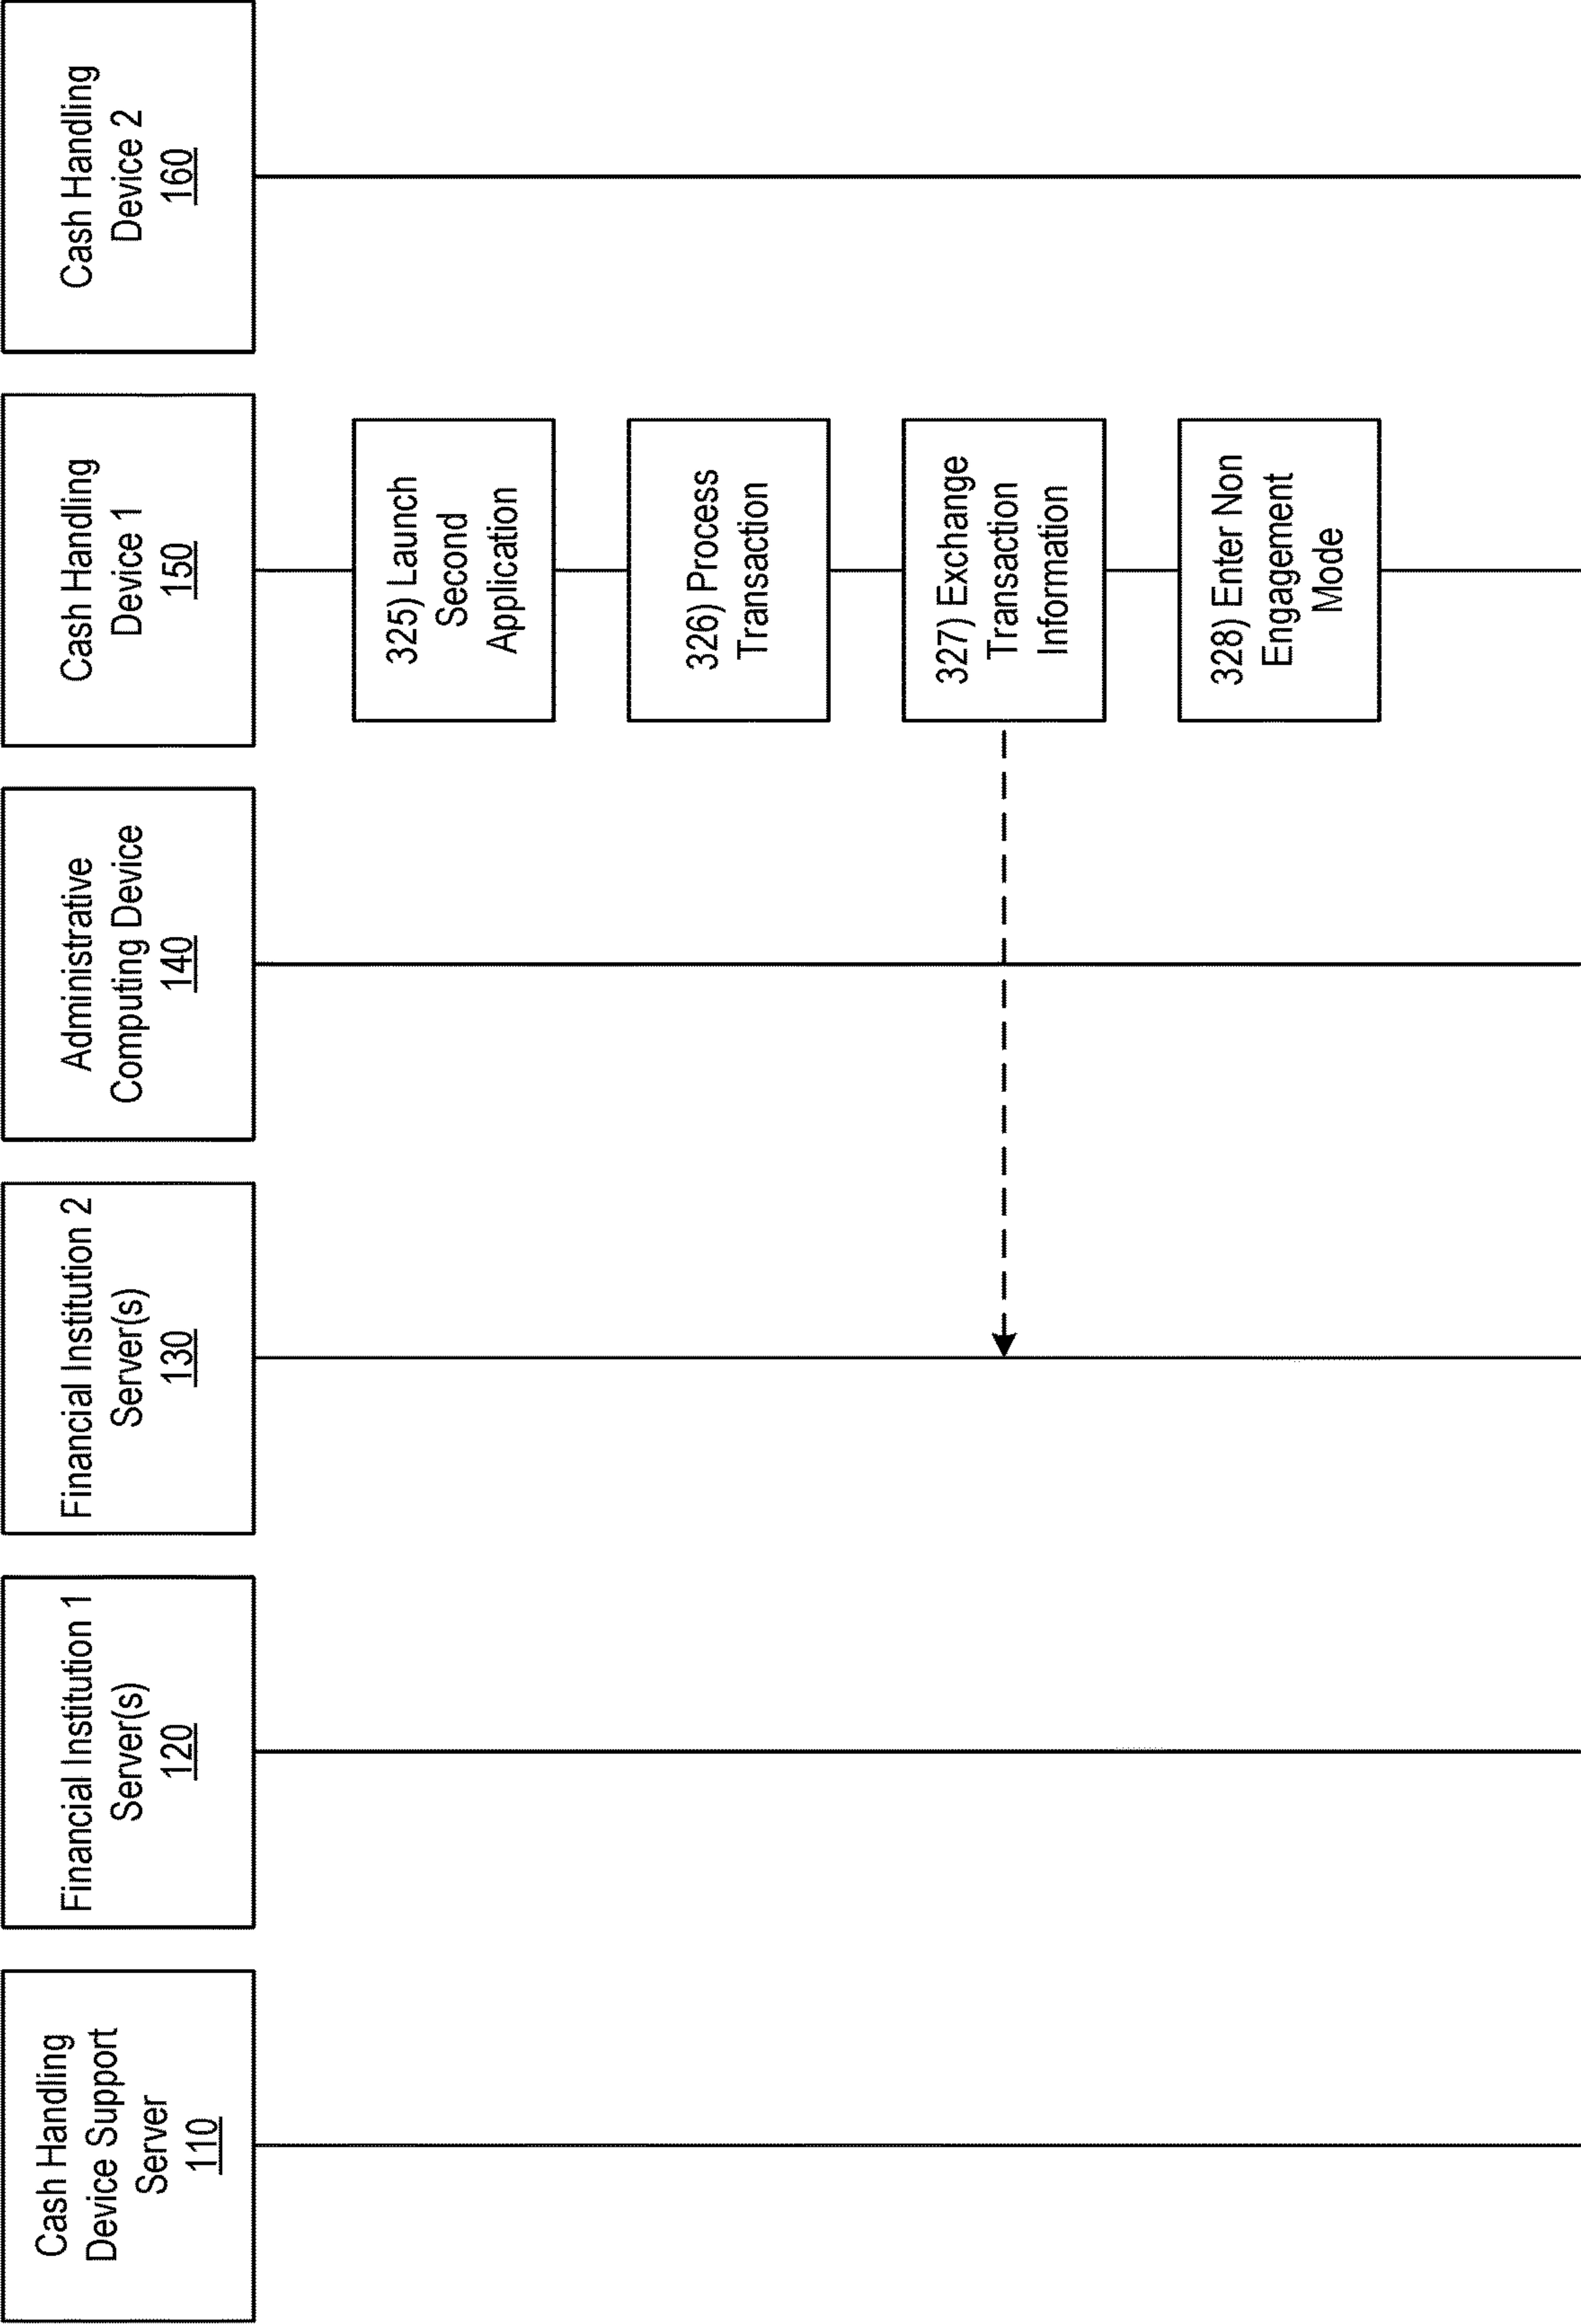 Cash Handling
Device Support
Server
110
Financial Institution 1
Server(s)
120
Financial Institution 2
Server(s)
130
Administrative
Computing Device
140
Cash Handling
Device 1
150
Cash Handling
Device 2
160
325) Launch
Second
Application
326) Process
Transaction
327) Exchange
Transaction
Information
328) Enter Non
Engagement
Mode